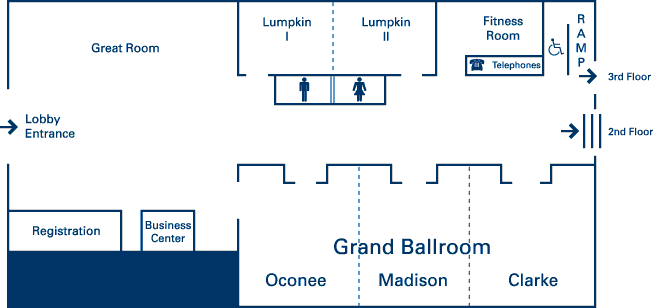 Great Room
Lumpkin
I
Lumpkin
II
Fitness
Room
Telephones
RAMP
3rd Floor
2nd Floor
Lobby
Entrance
Registration
Business
Center
Grand Ballroom
Oconee
Madison
Clarke